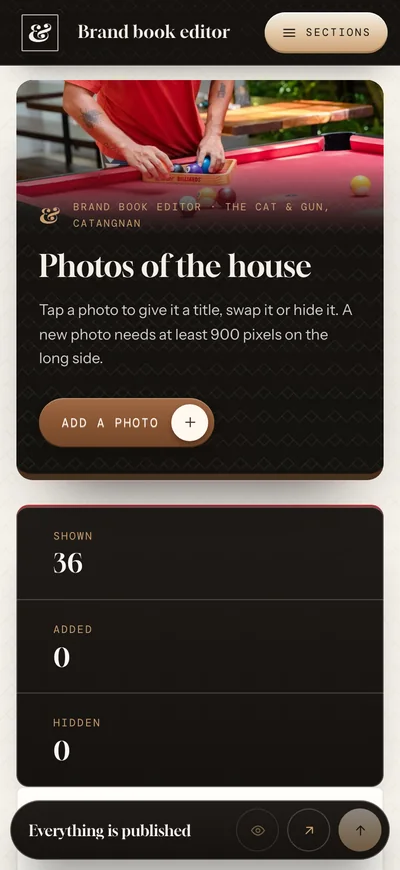 &
Brand book editor
SECTIONS
&
BRAND BOOK EDITOR · THE CAT & GUN,
CATANGNAN
Photos of the house
Tap a photo to give it a title, swap it or hide it. A
new photo needs at least 900 pixels on the
long side.
ADD A PHOTO
SHOWN
36
ADDED
0
HIDDEN
0
Everything is published